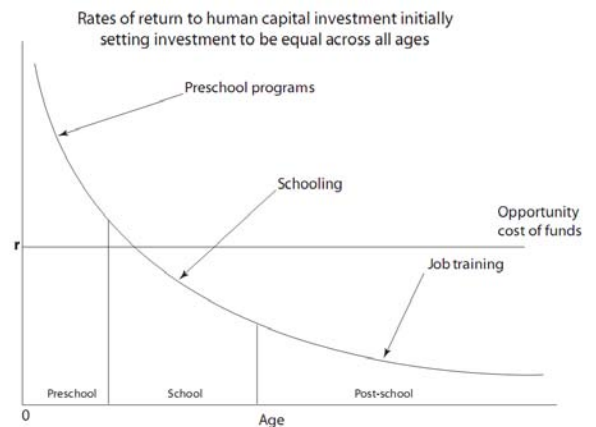 Rates of return to human capital investment initially
setting investment to be equal across all ages
Preschool programs
Schooling
Opportunity
cost of funds
r
Job training
Preschool School Post-school
0
Age